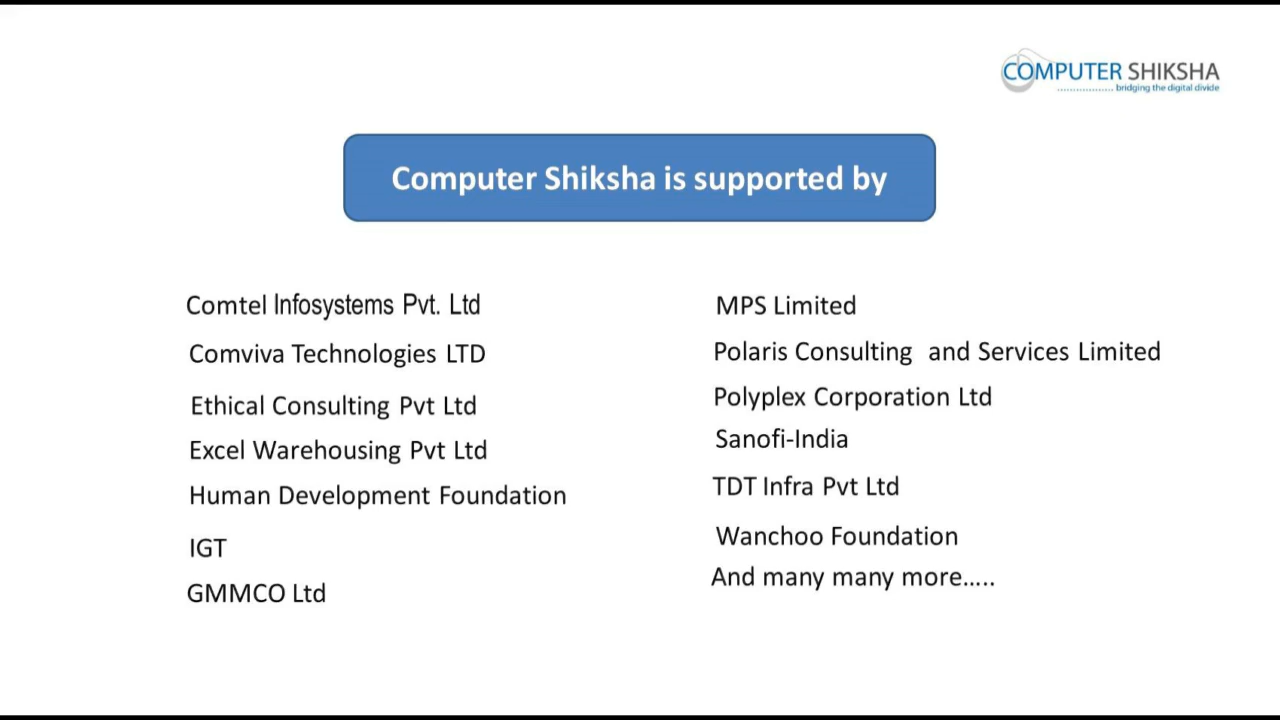 COMPUTER SHIKSHA
bridging the digital divide
Computer Shiksha is supported by
Comtel Infosystems Pvt. Ltd
Comviva Technologies LTD
Ethical Consulting Pvt Ltd
Excel Warehousing Pvt Ltd
Human Development Foundation
IGT
GMMCO Ltd
MPS Limited
Polaris Consulting and Services Limited
Polyplex Corporation Ltd
Sanofi-India
TDT Infra Pvt Ltd
Wanchoo Foundation
And many many more.....